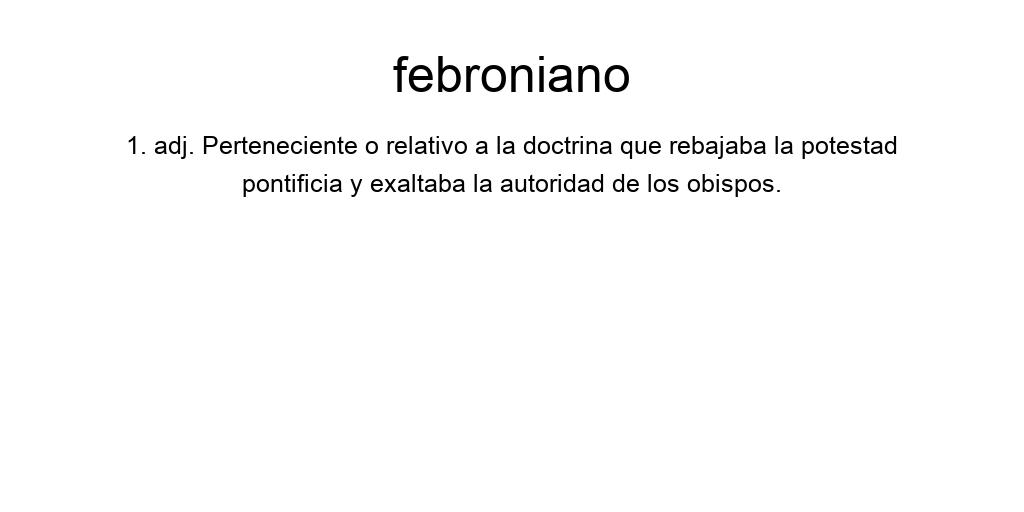 febroniano
1. adj. Perteneciente o relativo a la doctrina que rebajaba la potestad
pontificia y exaltaba la autoridad de los obispos.